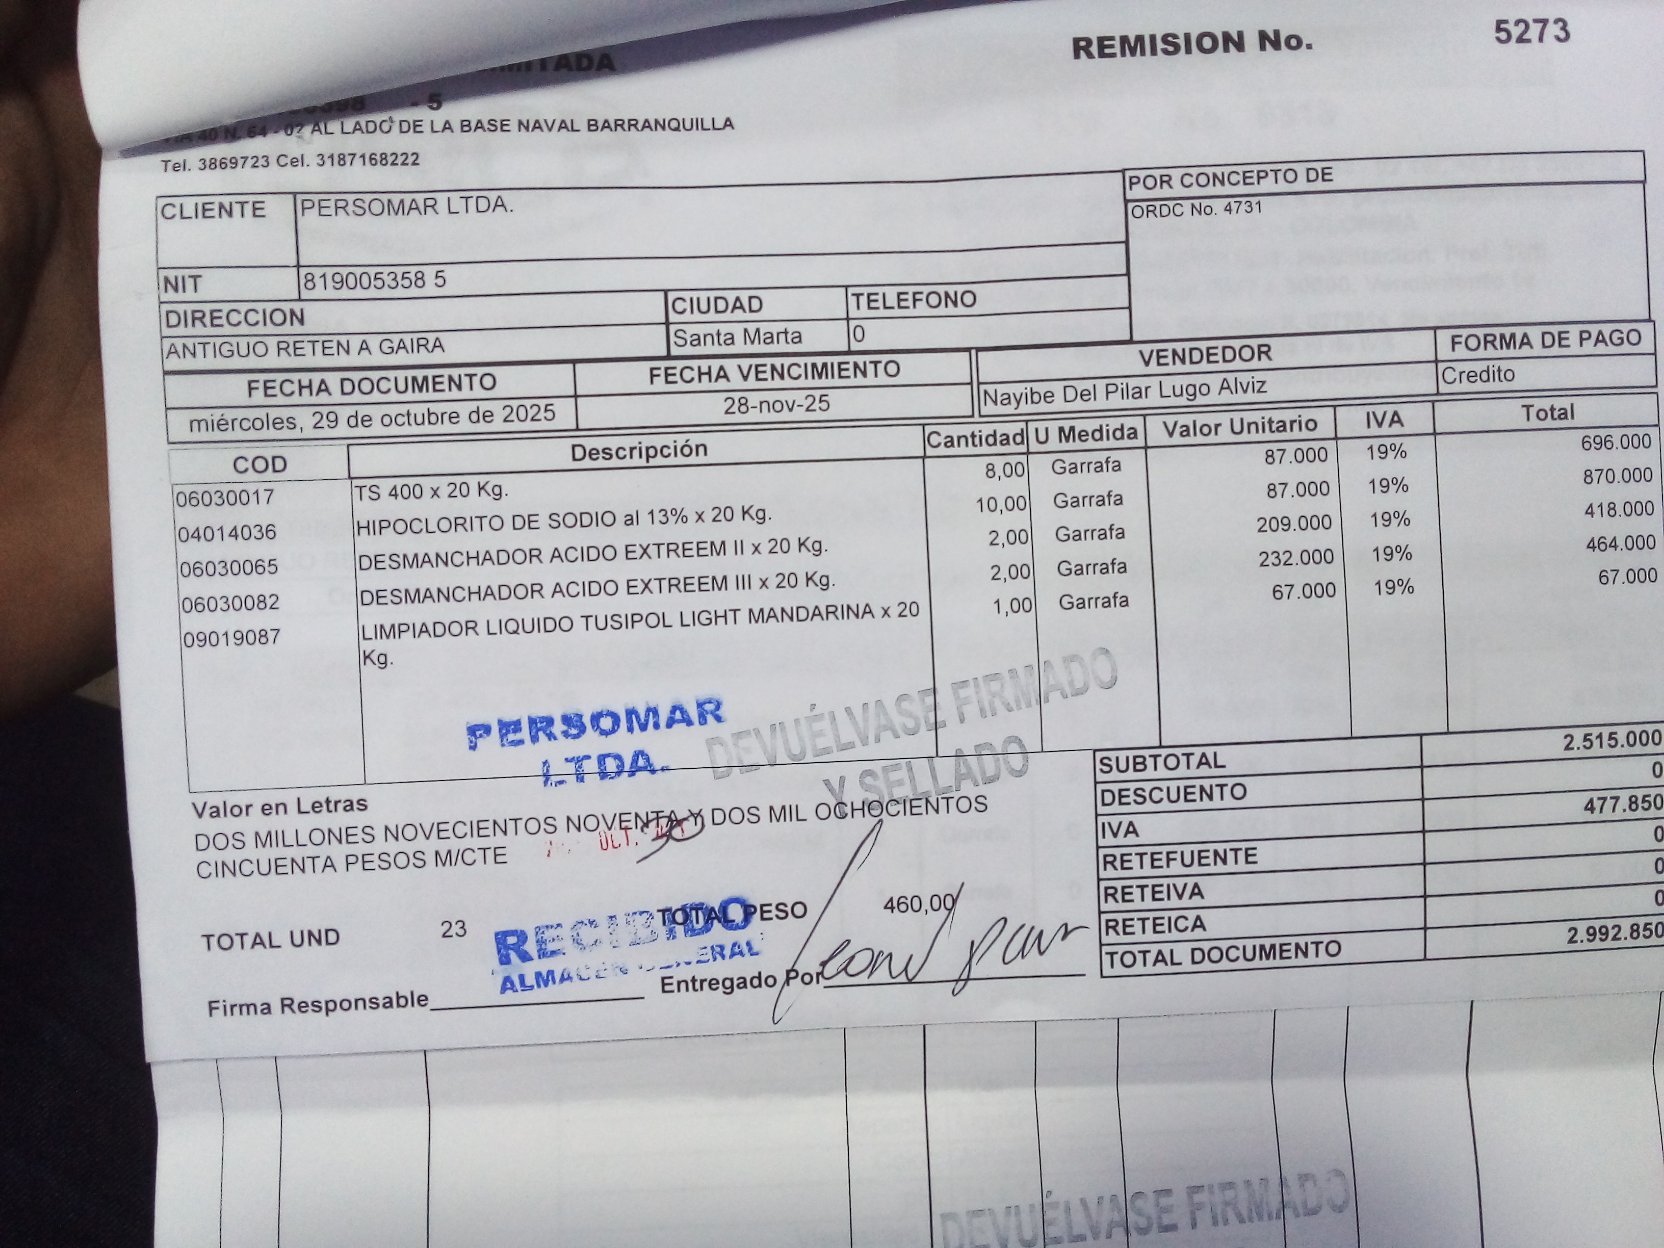 REMISION No. 5273
- 5
40 N. 64 - 02 AL LADO DE LA BASE NAVAL BARRANQUILLA
Tel. 3869723 Cel. 3187168222
POR CONCEPTO DE
ORDC No. 4731
CLIENTE PERSOMAR LTDA.
NIT 819005358 5
DIRECCION CIUDAD TELEFONO
ANTIGUO RETEN A GAIRA Santa Marta 0
FECHA DOCUMENTO FECHA VENCIMIENTO VENDEDOR FORMA DE PAGO
miércoles, 29 de octubre de 2025 28-nov-25 Nayibe Del Pilar Lugo Alviz Credito
COD Descripción Cantidad U Medida Valor Unitario IVA Total
06030017 TS 400 x 20 Kg. 8,00 Garrafa 87.000 19% 696.000
04014036 HIPOCLORITO DE SODIO al 13% x 20 Kg. 10,00 Garrafa 87.000 19% 870.000
06030065 DESMANCHADOR ACIDO EXTREEM II x 20 Kg. 2,00 Garrafa 209.000 19% 418.000
06030082 DESMANCHADOR ACIDO EXTREEM III x 20 Kg. 2,00 Garrafa 232.000 19% 464.000
09019087 LIMPIADOR LIQUIDO TUSIPOL LIGHT MANDARINA x 20 1,00 Garrafa 67.000 19% 67.000
Kg.
PERSOMAR
LTDA.
DEVUÉLVASE FIRMADO
Y SELLADO
SUBTOTAL 2.515.000
DESCUENTO 0
IVA 477.850
RETEFUENTE 0
RETEIVA 0
RETEICA 0
TOTAL DOCUMENTO 2.992.850
Valor en Letras
DOS MILLONES NOVECIENTOS NOVENTA Y DOS MIL OCHOCIENTOS
CINCUENTA PESOS M/CTE
OCT. 30
TOTAL UND 23 TOTAL PESO 460,00
RECIBIDO
ALMACEN GENERAL
Firma Responsable Entregado Por
DEVUÉLVASE FIRMADO